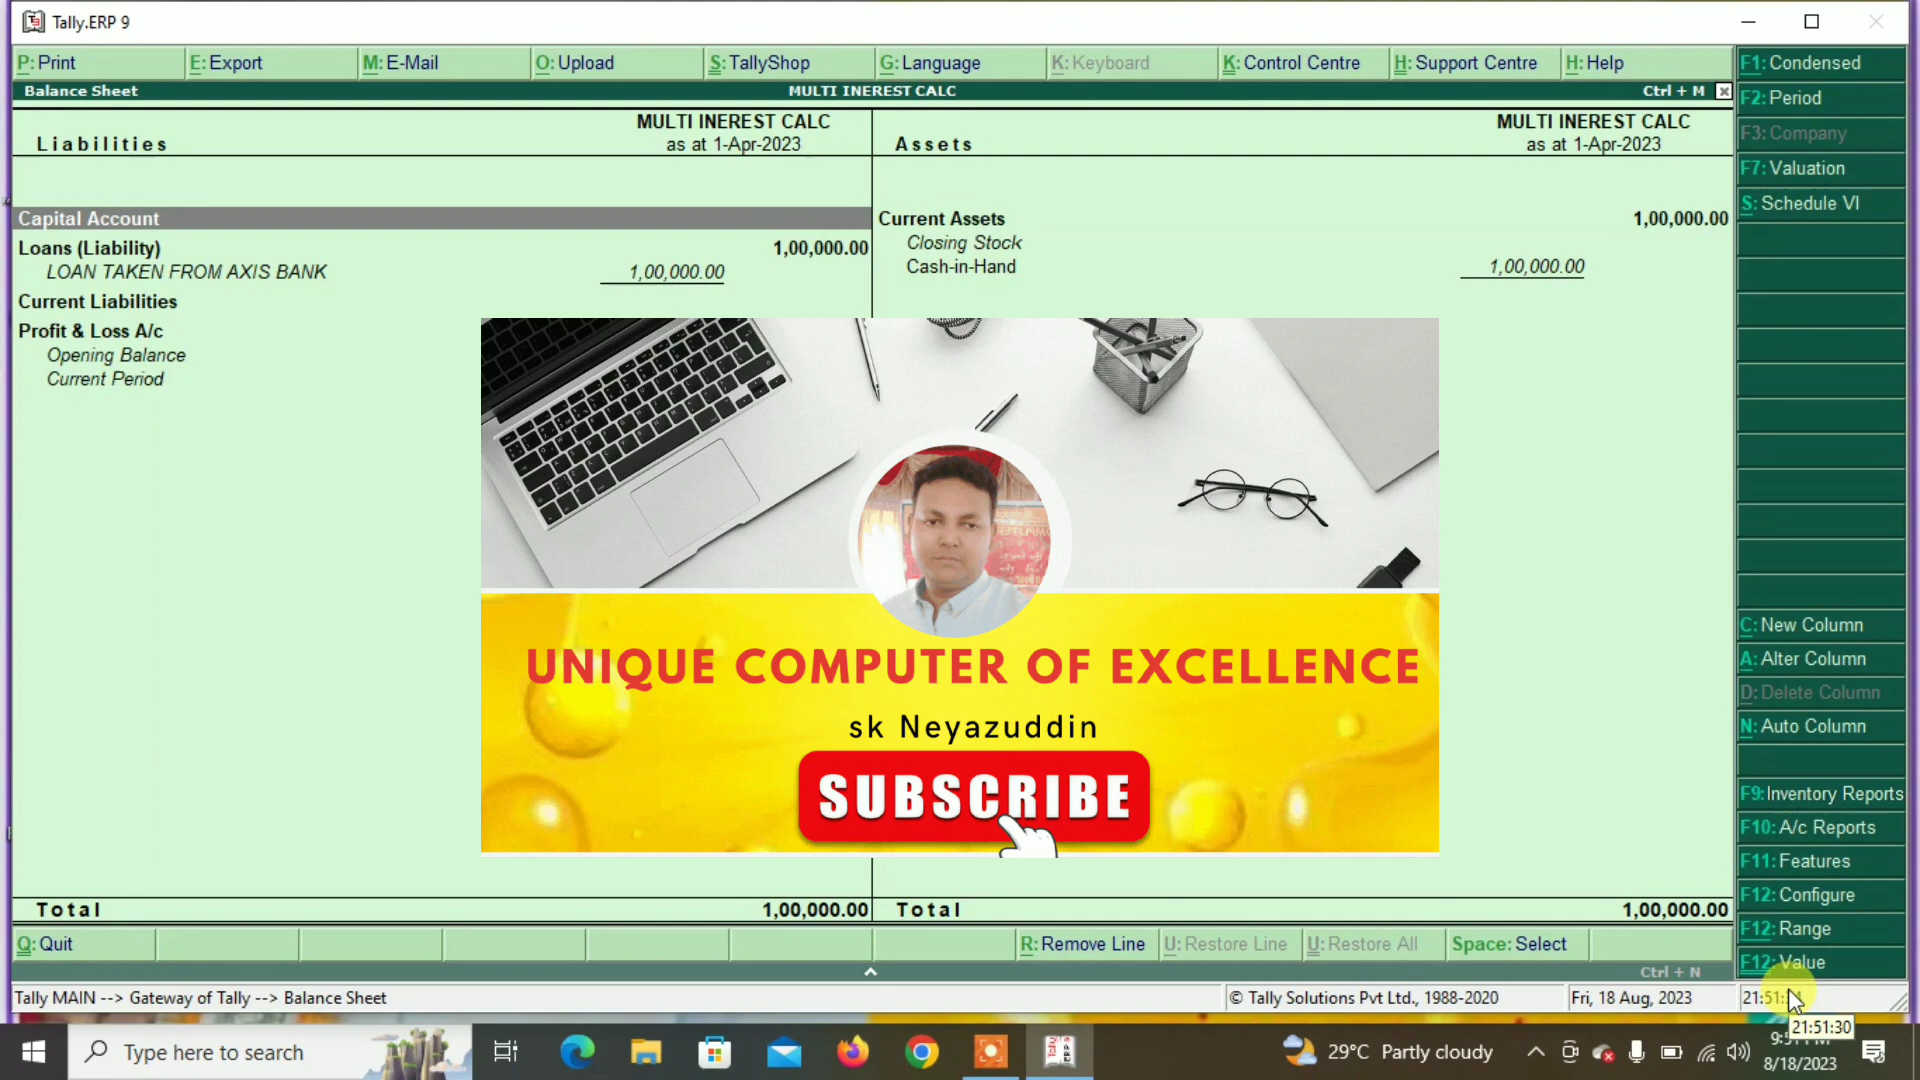 Tally.ERP 9
P: Print E: Export M: E-Mail O: Upload S: TallyShop G: Language K: Keyboard K: Control Centre H: Support Centre H: Help
Balance Sheet MULTI INEREST CALC Ctrl + M
Liabilities MULTI INEREST CALC as at 1-Apr-2023
Assets MULTI INEREST CALC as at 1-Apr-2023
Capital Account
Loans (Liability) 1,00,000.00
LOAN TAKEN FROM AXIS BANK 1,00,000.00
Current Liabilities
Profit & Loss A/c
Opening Balance
Current Period
Current Assets 1,00,000.00
Closing Stock
Cash-in-Hand 1,00,000.00
UNIQUE COMPUTER OF EXCELLENCE
sk Neyazuddin
SUBSCRIBE
Total 1,00,000.00 Total 1,00,000.00
Q: Quit R: Remove Line U: Restore Line U: Restore All Space: Select
Ctrl + N
F1: Condensed
F2: Period
F3: Company
F7: Valuation
S: Schedule VI
C: New Column
A: Alter Column
D: Delete Column
N: Auto Column
F9: Inventory Reports
F10: A/c Reports
F11: Features
F12: Configure
F12: Range
F12: Value
Tally MAIN --> Gateway of Tally --> Balance Sheet © Tally Solutions Pvt Ltd., 1988-2020 Fri, 18 Aug, 2023
21:51:30
Type here to search 29°C Partly cloudy
8/18/2023